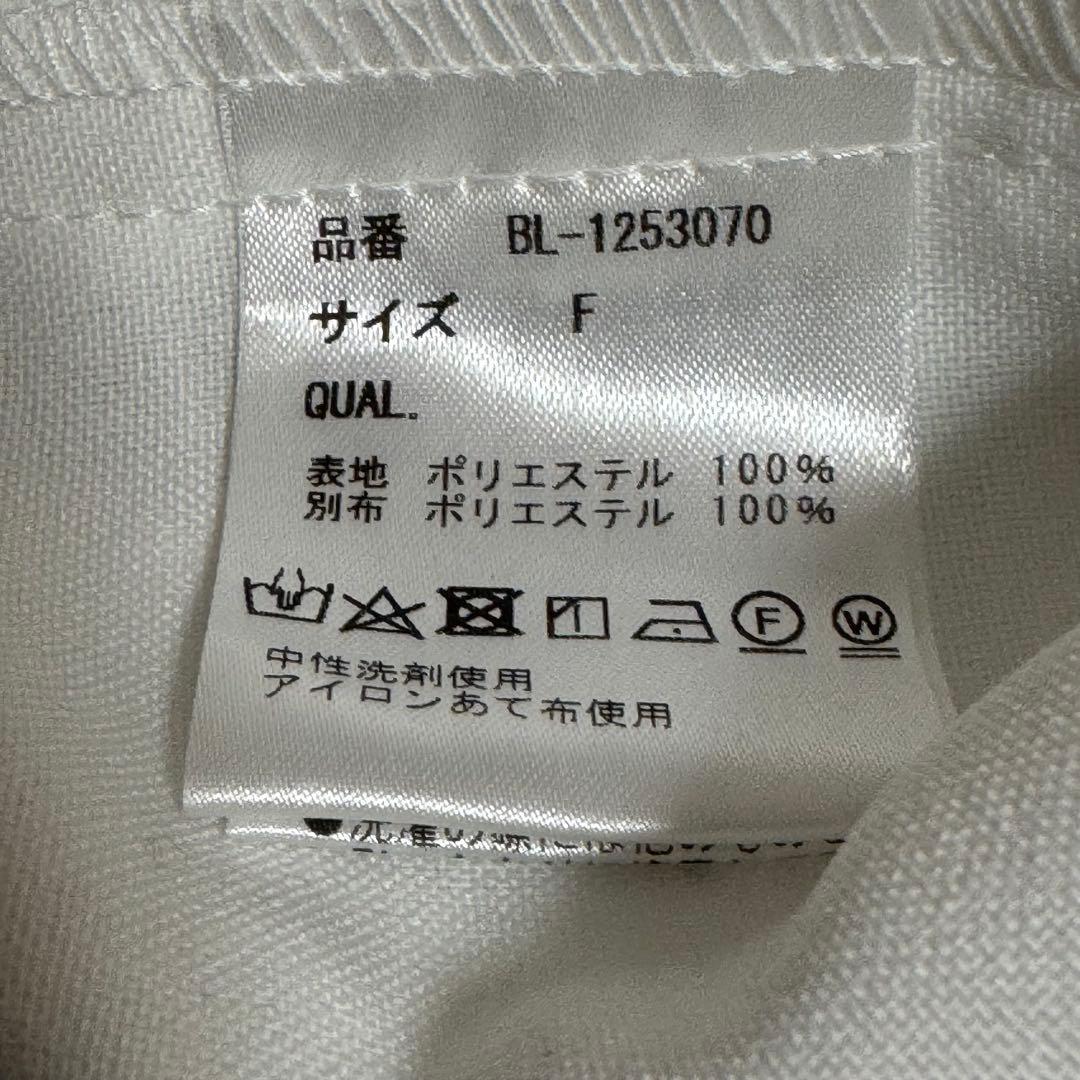 品番 BL-1253070
サイズ F
QUAL.
表地 ポリエステル 100%
別布 ポリエステル 100%
F W
中性洗剤使用
アイロンあて布使用